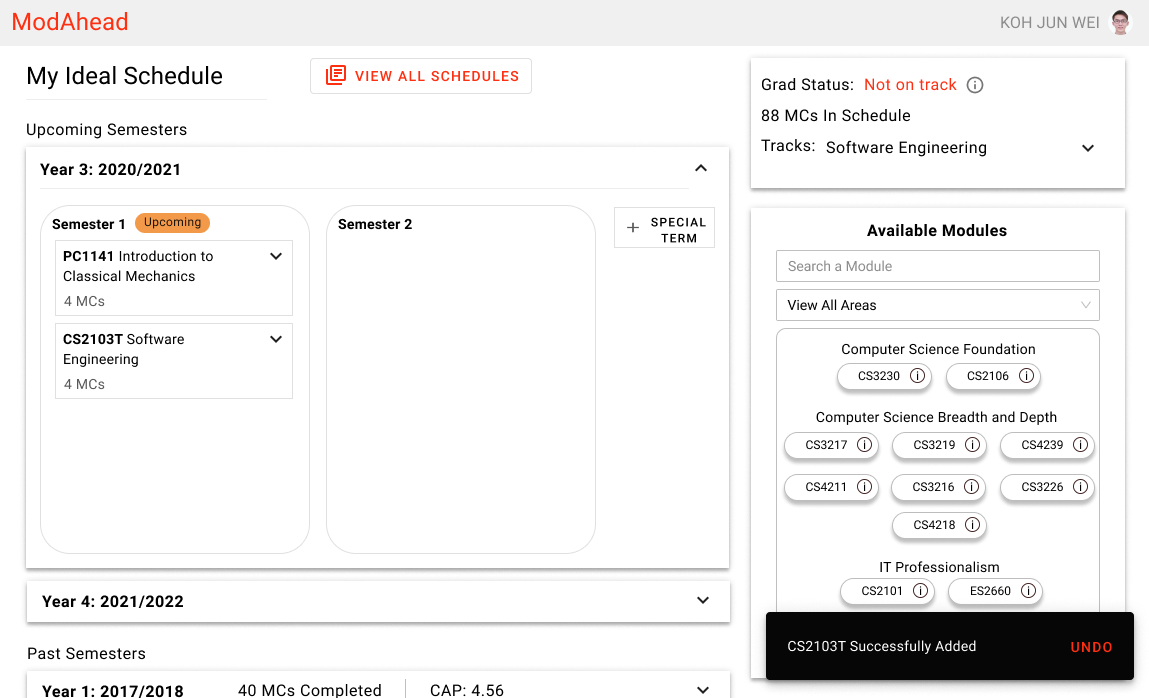 ModAhead
KOH JUN WEI
My Ideal Schedule
VIEW ALL SCHEDULES
Upcoming Semesters
Year 3: 2020/2021
Semester 1 Upcoming
PC1141 Introduction to
Classical Mechanics
4 MCs
CS2103T Software
Engineering
4 MCs
Semester 2
+ SPECIAL
TERM
Year 4: 2021/2022
Past Semesters
Year 1: 2017/2018 40 MCs Completed CAP: 4.56
Grad Status: Not on track
88 MCs In Schedule
Tracks: Software Engineering
Available Modules
Search a Module
View All Areas
Computer Science Foundation
CS3230 CS2106
Computer Science Breadth and Depth
CS3217 CS3219 CS4239
CS4211 CS3216 CS3226
CS4218
IT Professionalism
CS2101 ES2660
CS2103T Successfully Added UNDO